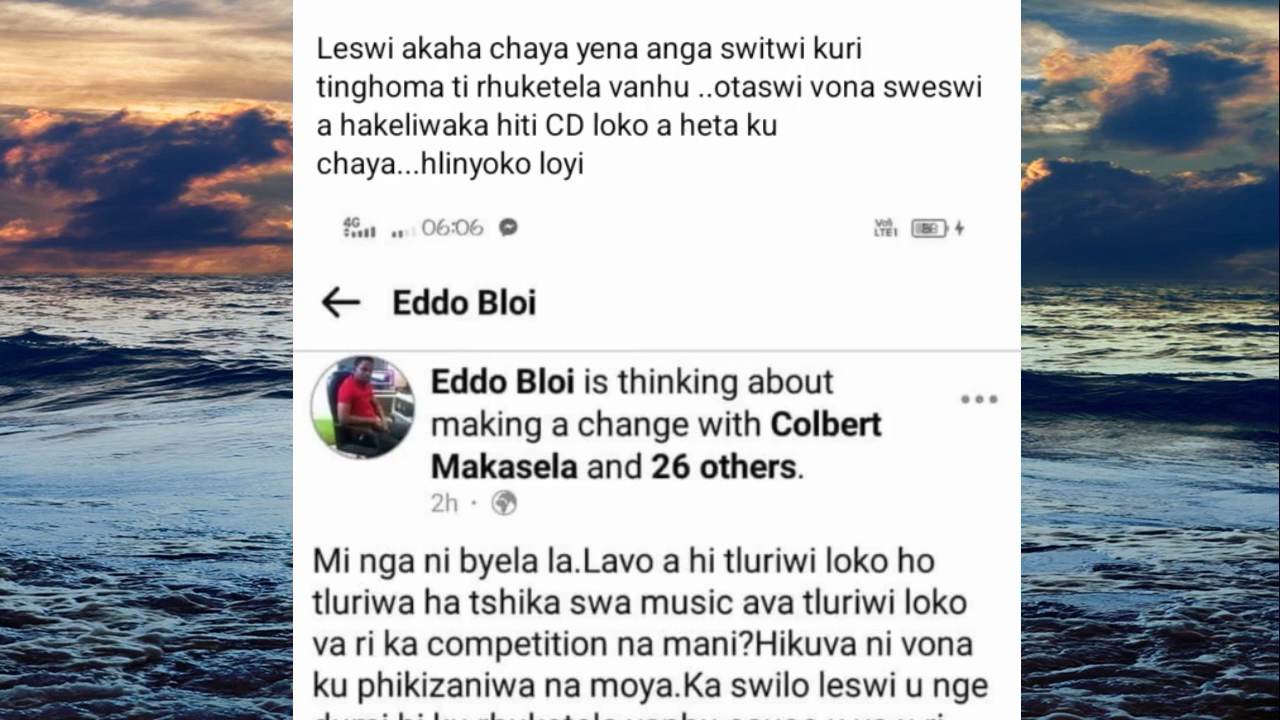 Leswi akaha chaya yena anga switwi kuri
tinghoma ti rhuketela vanhu ..otaswi vona sweswi
a hakeliwaka hiti CD loko a heta ku
chaya...hlinyoko loyi
4G 06:06 Vo) LTE1
Eddo Bloi
Eddo Bloi is thinking about
making a change with Colbert
Makasela and 26 others.
2h ·
Mi nga ni byela la.Lavo a hi tluriwi loko ho
tluriwa ha tshika swa music ava tluriwi loko
va ri ka competition na mani?Hikuva ni vona
ku phikizaniwa na moya.Ka swilo leswi u nge